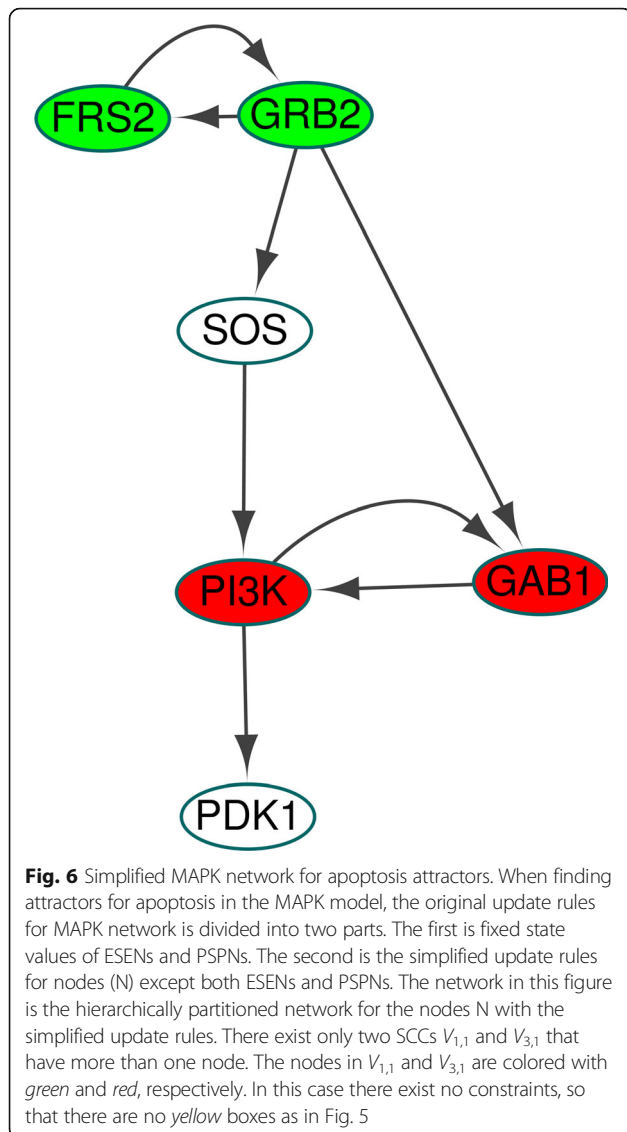 FRS2
GRB2
SOS
PI3K
GAB1
PDK1
Fig. 6 Simplified MAPK network for apoptosis attractors. When finding
attractors for apoptosis in the MAPK model, the original update rules
for MAPK network is divided into two parts. The first is fixed state
values of ESENs and PSPNs. The second is the simplified update rules
for nodes (N) except both ESENs and PSPNs. The network in this figure
is the hierarchically partitioned network for the nodes N with the
simplified update rules. There exist only two SCCs V1,1 and V3,1 that
have more than one node. The nodes in V1,1 and V3,1 are colored with
green and red, respectively. In this case there exist no constraints, so
that there are no yellow boxes as in Fig. 5